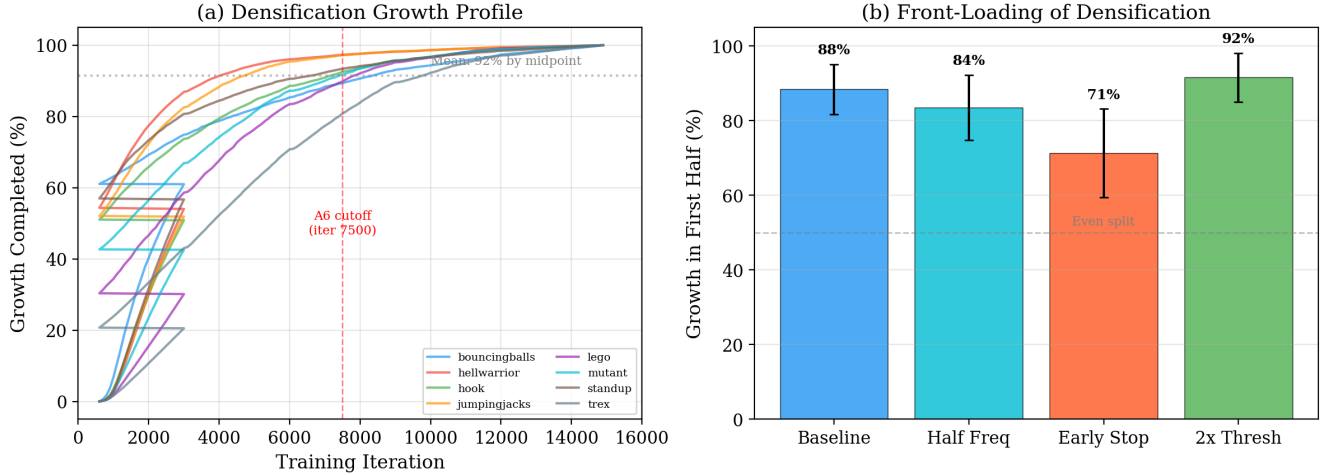 (a) Densification Growth Profile
Growth Completed (%)
100
80
60
40
20
0
Mean: 92% by midpoint
A6 cutoff
(iter 7500)
bouncingballs
hellwarrior
hook
jumpingjacks
lego
mutant
standup
trex
0 2000 4000 6000 8000 10000 12000 14000 16000
Training Iteration
(b) Front-Loading of Densification
Growth in First Half (%)
100
80
60
40
20
0
88%
84%
71%
92%
Even split
Baseline Half Freq Early Stop 2x Thresh